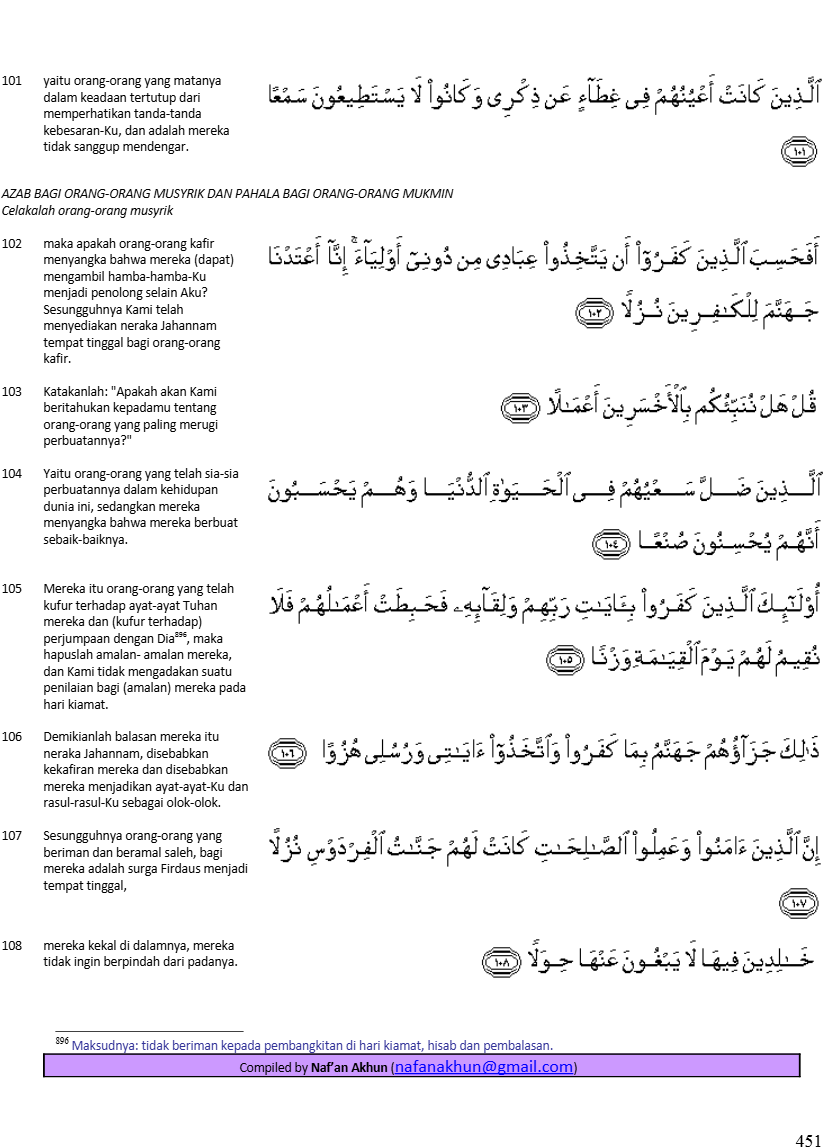 101 yaitu orang-orang yang matanya
dalam keadaan tertutup dari
memperhatikan tanda-tanda
kebesaran-Ku, dan adalah mereka
tidak sanggup mendengar.
ٱلَّذِينَ كَانَتْ أَعْيُنُهُمْ فِى غِطَآءٍ عَن ذِكْرِى وَكَانُوا۟ لَا يَسْتَطِيعُونَ سَمْعًا
١٠١
AZAB BAGI ORANG-ORANG MUSYRIK DAN PAHALA BAGI ORANG-ORANG MUKMIN
Celakalah orang-orang musyrik
102 maka apakah orang-orang kafir
menyangka bahwa mereka (dapat)
mengambil hamba-hamba-Ku
menjadi penolong selain Aku?
Sesungguhnya Kami telah
menyediakan neraka Jahannam
tempat tinggal bagi orang-orang
kafir.
أَفَحَسِبَ ٱلَّذِينَ كَفَرُوٓا۟ أَن يَتَّخِذُوا۟ عِبَادِى مِن دُونِىٓ أَوْلِيَآءَ ۚ إِنَّآ أَعْتَدْنَا
جَهَنَّمَ لِلْكَـٰفِرِينَ نُزُلًا ١٠٢
103 Katakanlah: "Apakah akan Kami
beritahukan kepadamu tentang
orang-orang yang paling merugi
perbuatannya?"
قُلْ هَلْ نُنَبِّئُكُم بِٱلْأَخْسَرِينَ أَعْمَـٰلًا ١٠٣
104 Yaitu orang-orang yang telah sia-sia
perbuatannya dalam kehidupan
dunia ini, sedangkan mereka
menyangka bahwa mereka berbuat
sebaik-baiknya.
ٱلَّذِينَ ضَلَّ سَعْيُهُمْ فِى ٱلْحَيَوٰةِ ٱلدُّنْيَا وَهُمْ يَحْسَبُونَ
أَنَّهُمْ يُحْسِنُونَ صُنْعًا ١٠٤
105 Mereka itu orang-orang yang telah
kufur terhadap ayat-ayat Tuhan
mereka dan (kufur terhadap)
perjumpaan dengan Dia896, maka
hapuslah amalan- amalan mereka,
dan Kami tidak mengadakan suatu
penilaian bagi (amalan) mereka pada
hari kiamat.
أُو۟لَـٰٓئِكَ ٱلَّذِينَ كَفَرُوا۟ بِـَٔايَـٰتِ رَبِّهِمْ وَلِقَآئِهِۦ فَحَبِطَتْ أَعْمَـٰلُهُمْ فَلَا
نُقِيمُ لَهُمْ يَوْمَ ٱلْقِيَـٰمَةِ وَزْنًا ١٠٥
106 Demikianlah balasan mereka itu
neraka Jahannam, disebabkan
kekafiran mereka dan disebabkan
mereka menjadikan ayat-ayat-Ku dan
rasul-rasul-Ku sebagai olok-olok.
ذَٰلِكَ جَزَآؤُهُمْ جَهَنَّمُ بِمَا كَفَرُوا۟ وَٱتَّخَذُوٓا۟ ءَايَـٰتِى وَرُسُلِى هُزُوًا ١٠٦
107 Sesungguhnya orang-orang yang
beriman dan beramal saleh, bagi
mereka adalah surga Firdaus menjadi
tempat tinggal,
إِنَّ ٱلَّذِينَ ءَامَنُوا۟ وَعَمِلُوا۟ ٱلصَّـٰلِحَـٰتِ كَانَتْ لَهُمْ جَنَّـٰتُ ٱلْفِرْدَوْسِ نُزُلًا
١٠٧
108 mereka kekal di dalamnya, mereka
tidak ingin berpindah dari padanya.
خَـٰلِدِينَ فِيهَا لَا يَبْغُونَ عَنْهَا حِوَلًا ١٠٨
896 Maksudnya: tidak beriman kepada pembangkitan di hari kiamat, hisab dan pembalasan.
Compiled by Naf’an Akhun (nafanakhun@gmail.com)
451